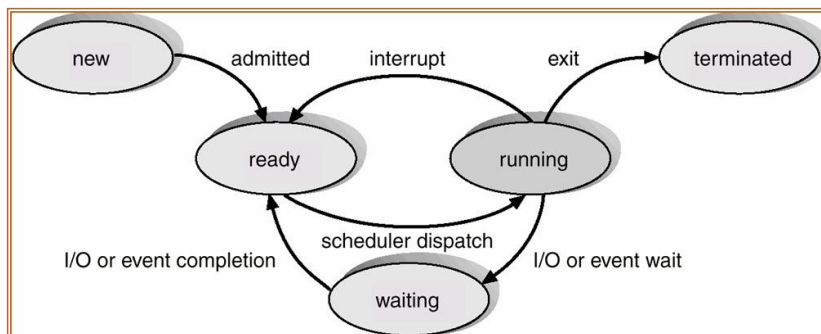 new
admitted
interrupt
exit
terminated
ready
running
scheduler dispatch
I/O or event completion
I/O or event wait
waiting